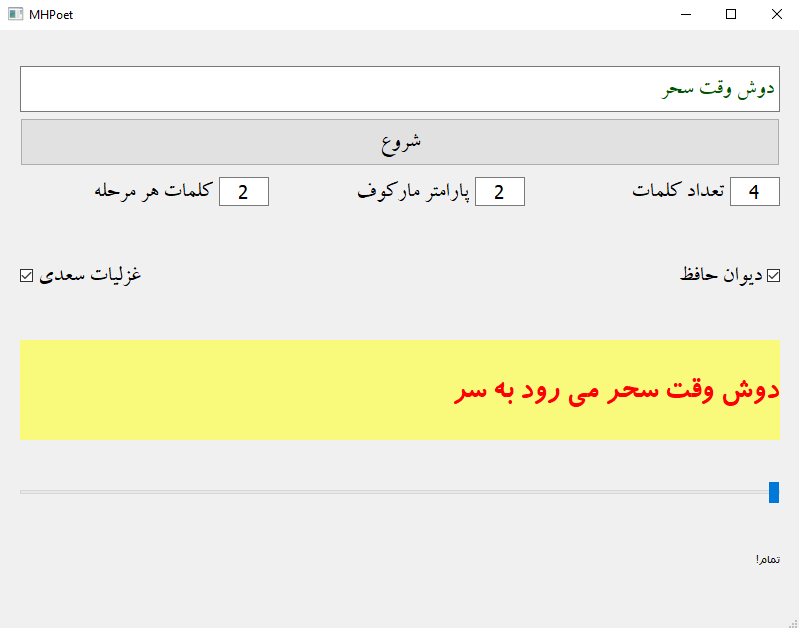 MHPoet
دوش وقت سحر
شروع
تعداد کلمات 4 پارامتر مارکوف 2 کلمات هر مرحله 2
دیوان حافظ غزلیات سعدی
دوش وقت سحر می رود به سر
تمام!